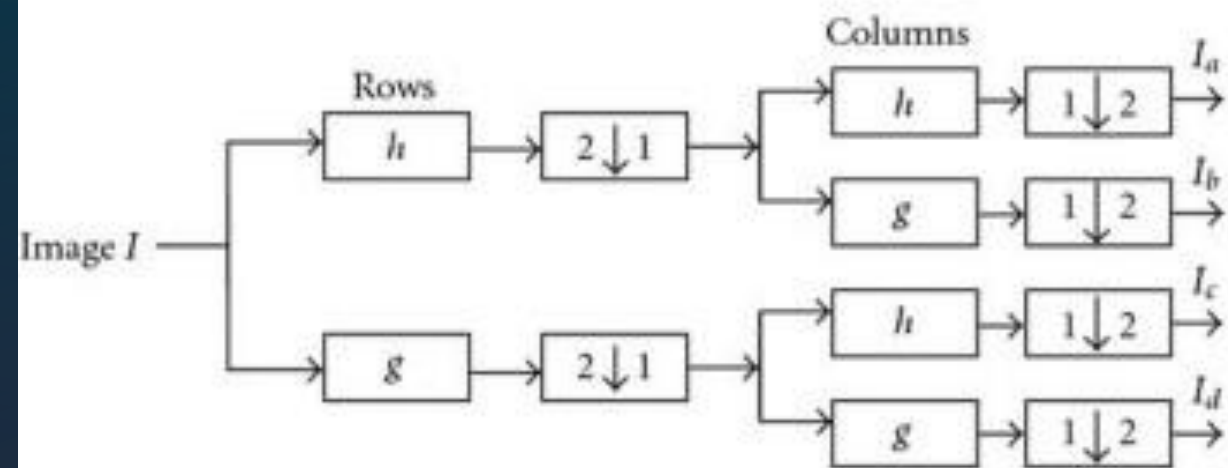 Columns
Rows
h
2↓1
h
1↓2
I_a
g
1↓2
I_b
Image I
g
2↓1
h
1↓2
I_c
g
1↓2
I_d